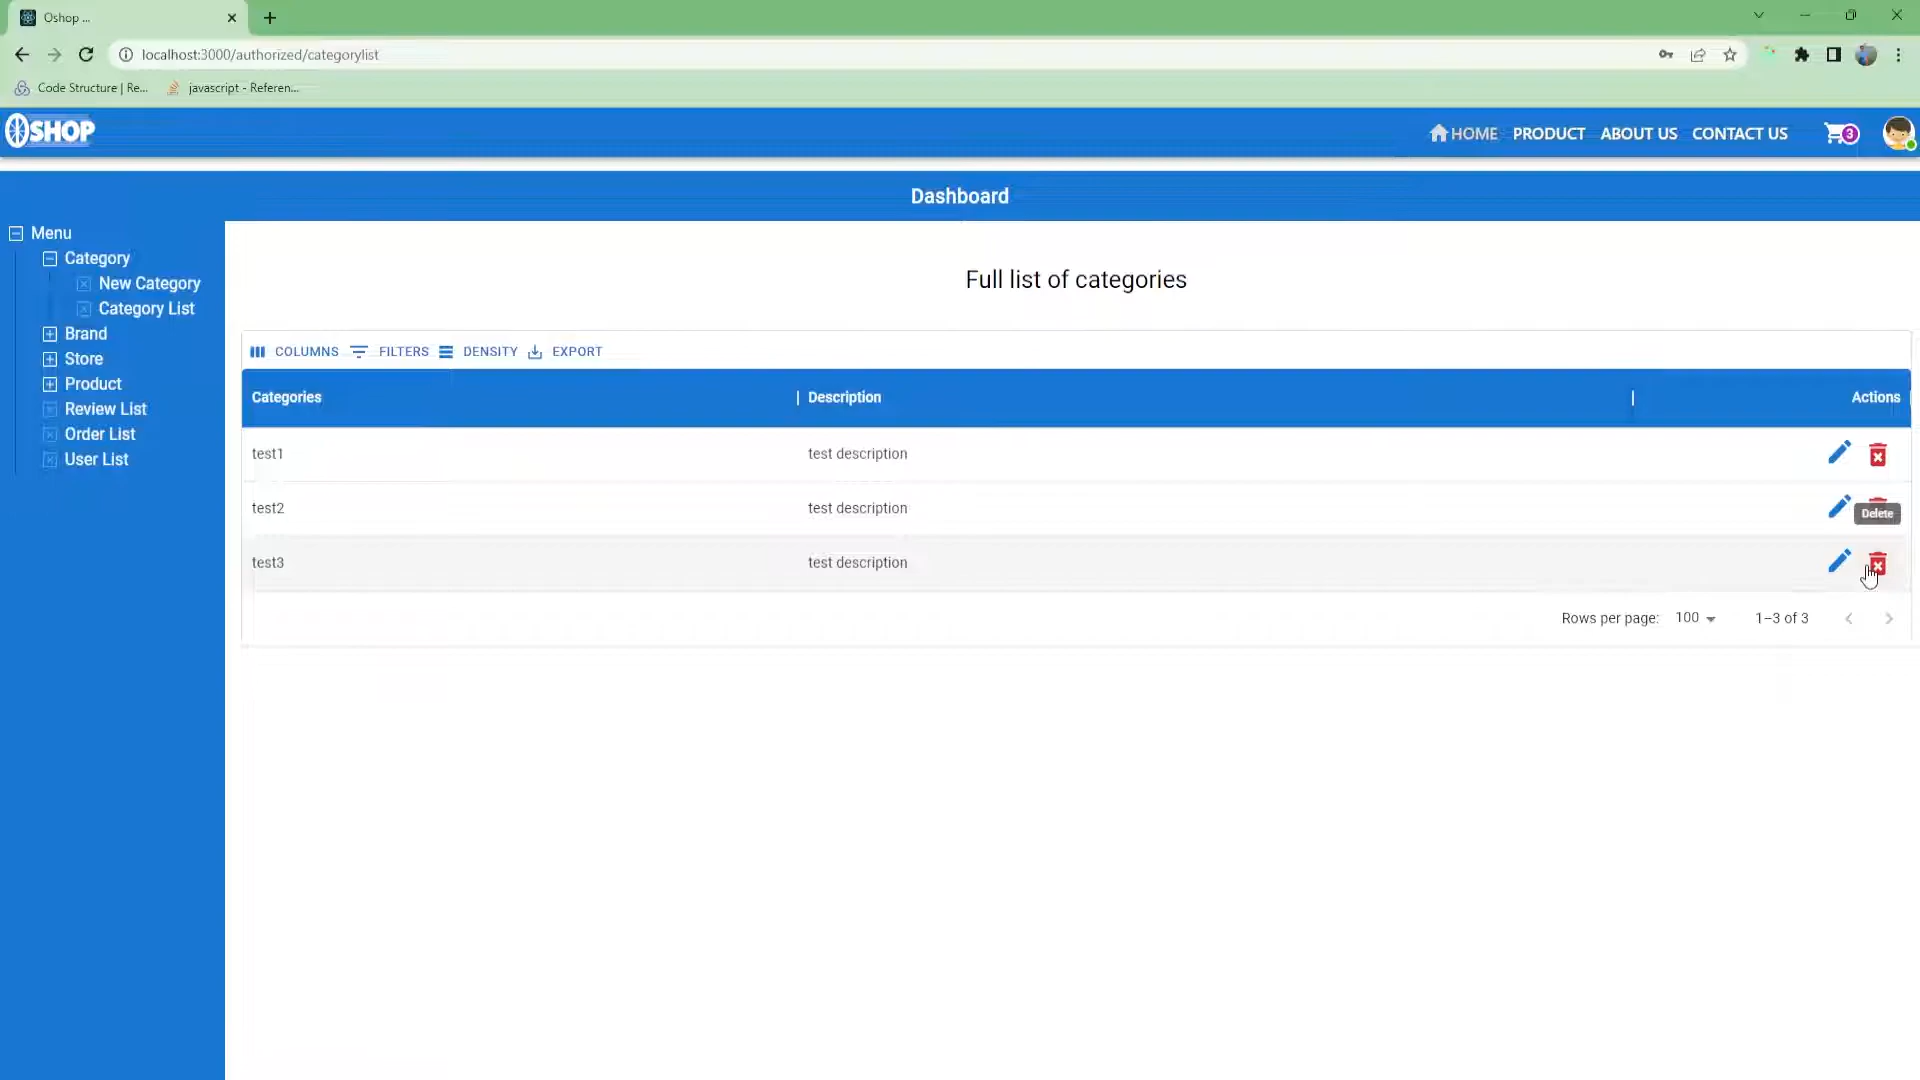 Oshop ...
localhost:3000/authorized/categorylist
Code Structure | Re... javascript - Referen...
OSHOP
HOME PRODUCT ABOUT US CONTACT US 3
Dashboard
Menu
Category
New Category
Category List
Brand
Store
Product
Review List
Order List
User List
Full list of categories
COLUMNS FILTERS DENSITY EXPORT
Categories Description Actions
test1 test description
test2 test description
Delete
test3 test description
Rows per page: 100 1–3 of 3